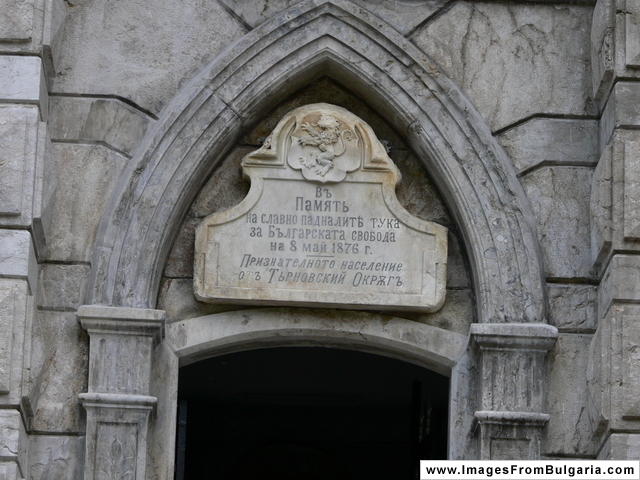 Въ
Память
на славно падналитѣ тука
за Българската свобода
на 8 май 1876 г.
Признателното население
отъ Търновский Окрѫгъ
www.ImagesFromBulgaria.com